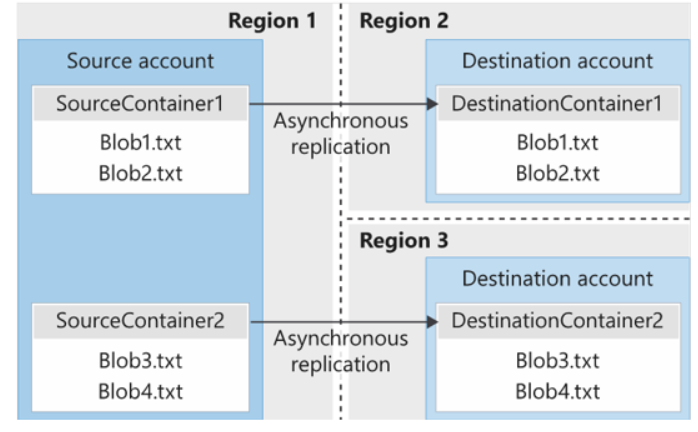 Region 1
Source account
SourceContainer1
Blob1.txt
Blob2.txt
Asynchronous
replication
Region 2
Destination account
DestinationContainer1
Blob1.txt
Blob2.txt
SourceContainer2
Blob3.txt
Blob4.txt
Asynchronous
replication
Region 3
Destination account
DestinationContainer2
Blob3.txt
Blob4.txt